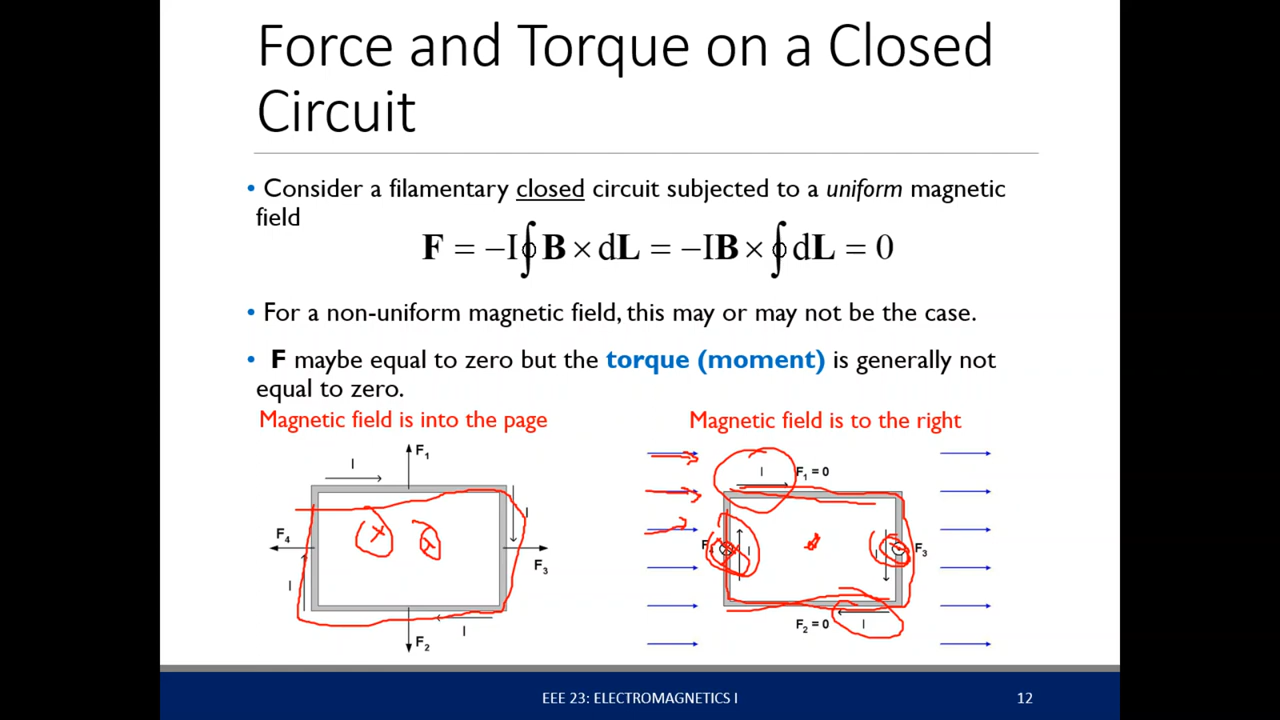 Force and Torque on a Closed
Circuit
• Consider a filamentary closed circuit subjected to a uniform magnetic
field
F = −I∮B × dL = −IB × ∮dL = 0
• For a non-uniform magnetic field, this may or may not be the case.
• F maybe equal to zero but the torque (moment) is generally not
equal to zero.
Magnetic field is into the page
I
F₁
I
F₄
F₃
I
I
F₂
Magnetic field is to the right
I
F₁ = 0
I
I
F₃
F₂ = 0
I
EEE 23: ELECTROMAGNETICS I
12